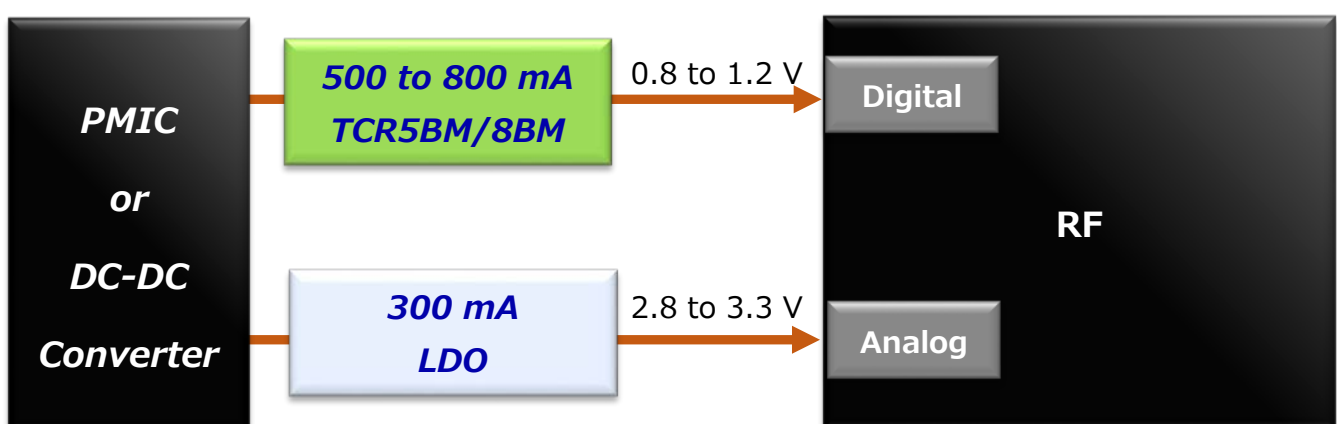 PMIC
or
DC-DC
Converter
500 to 800 mA
TCR5BM/8BM
0.8 to 1.2 V
Digital
300 mA
LDO
2.8 to 3.3 V
Analog
RF